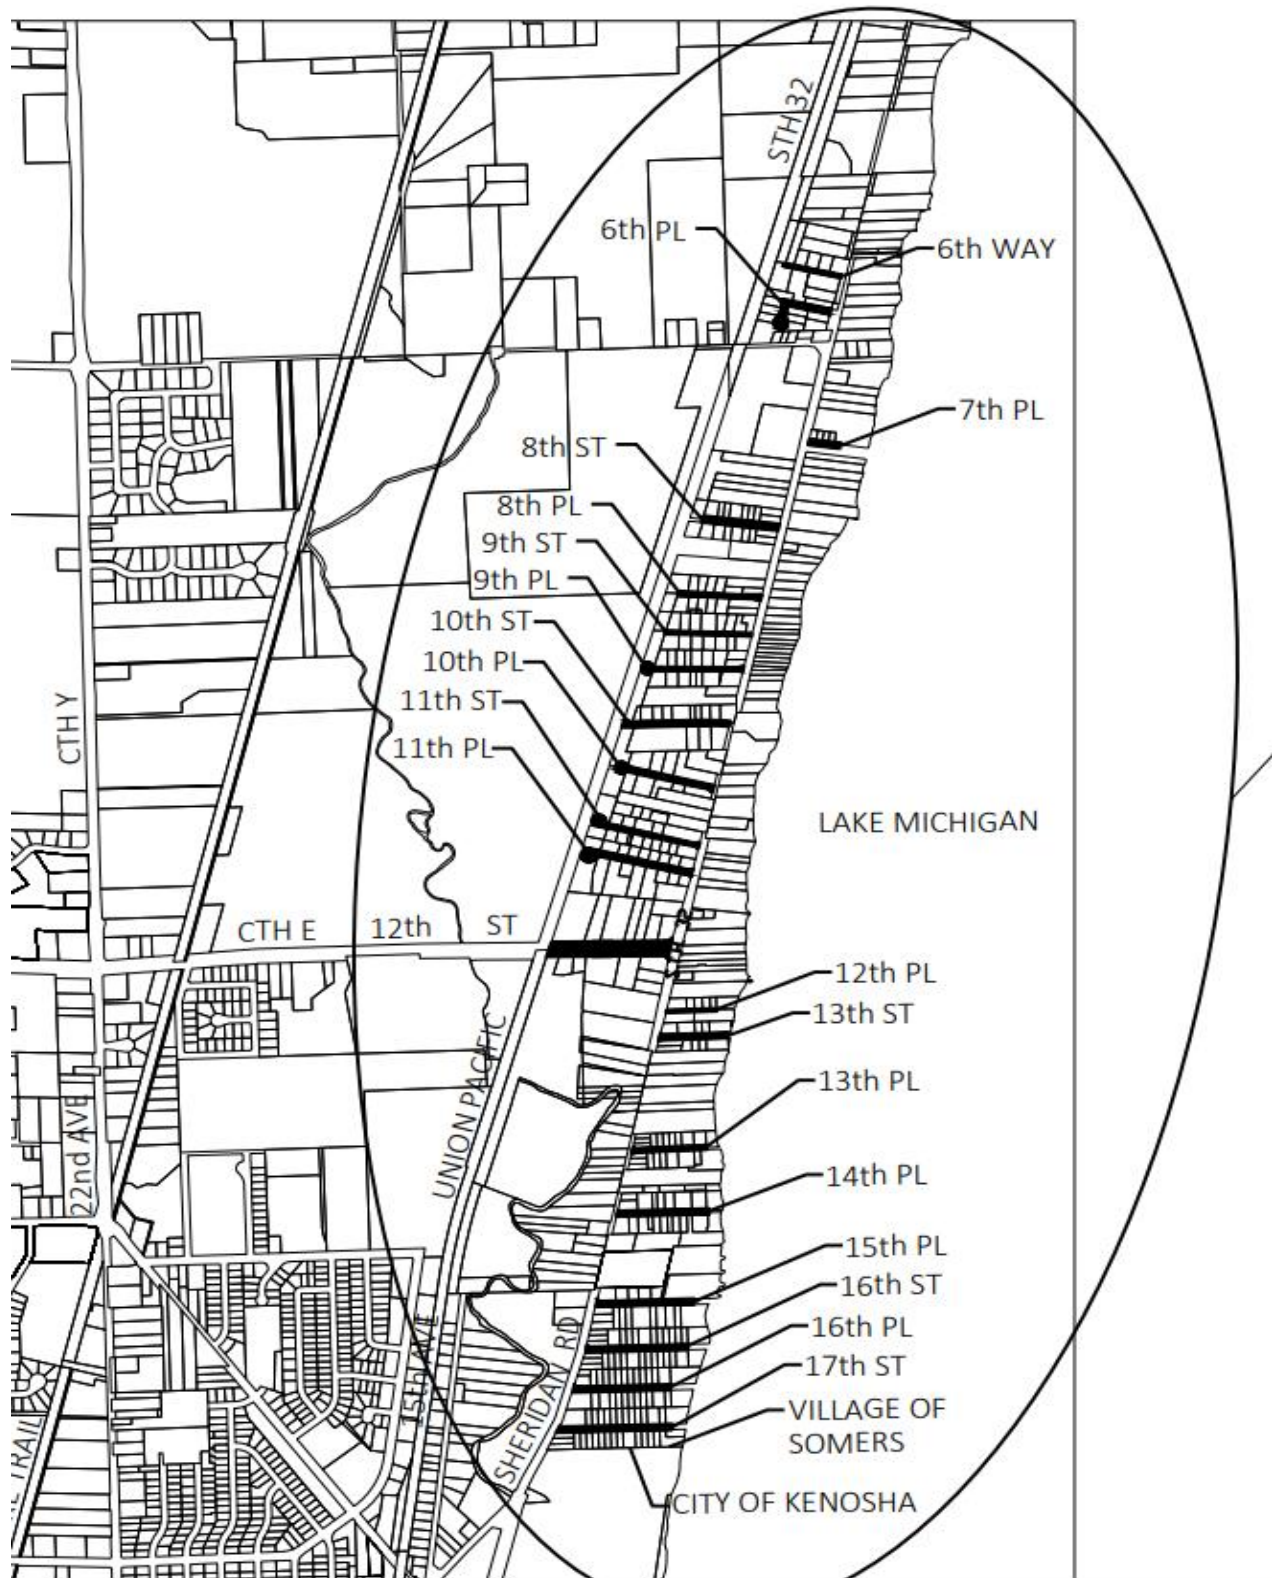 STH 32
6th PL
6th WAY
7th PL
8th ST
8th PL
9th ST
9th PL
10th ST
10th PL
11th ST
CTH Y
11th PL
LAKE MICHIGAN
CTH E 12th ST
12th PL
13th ST
UNION PACIFIC
13th PL
22nd AVE
14th PL
15th PL
16th ST
16th PL
15th AVE
SHERIDAN RD
17th ST
VILLAGE OF
SOMERS
TRAIL
CITY OF KENOSHA